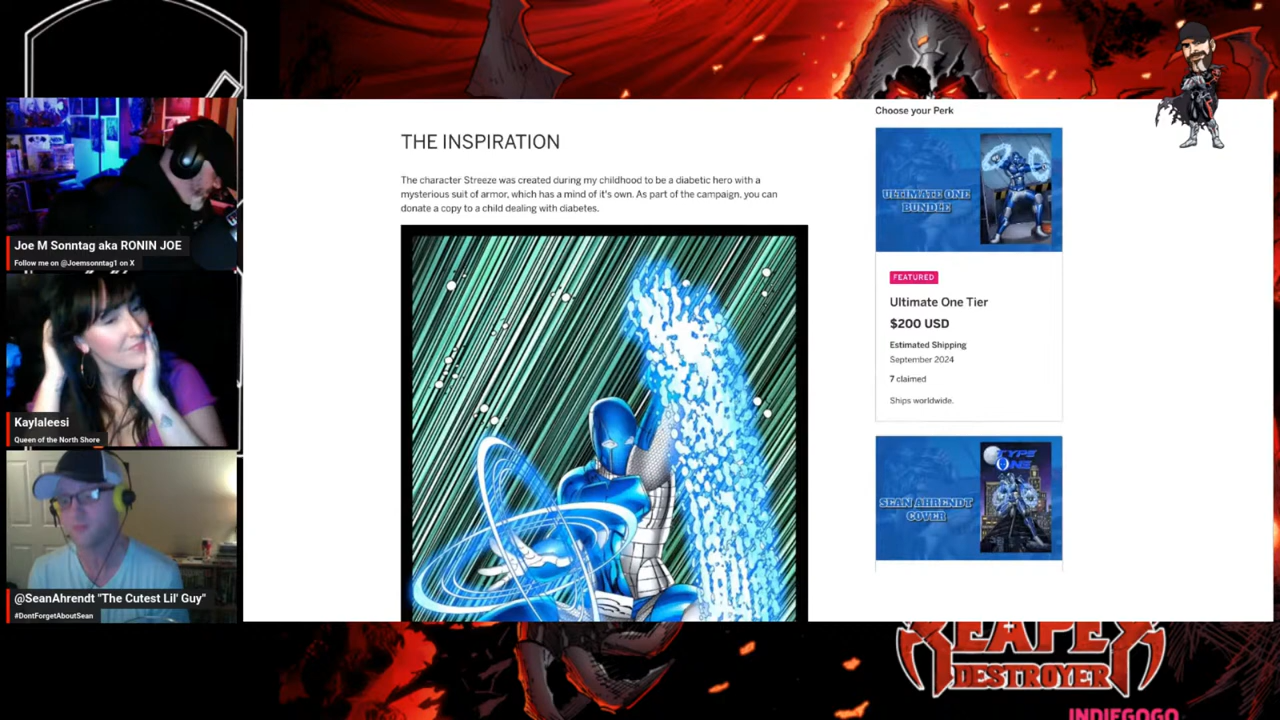 Joe M Sonntag aka RONIN JOE
Follow me on @Joemsonntag1 on X
Kaylaleesi
Queen of the North Shore
@SeanAhrendt "The Cutest Lil' Guy"
#DontForgetAboutSean
THE INSPIRATION
The character Streeze was created during my childhood to be a diabetic hero with a
mysterious suit of armor, which has a mind of it's own. As part of the campaign, you can
donate a copy to a child dealing with diabetes.
Choose your Perk
ULTIMATE ONE
BUNDLE
FEATURED
Ultimate One Tier
$200 USD
Estimated Shipping
September 2024
7 claimed
Ships worldwide.
SEAN AHRENDT
COVER
TYPE
ONE
REAPER
DESTROYER
INDIEGOGO